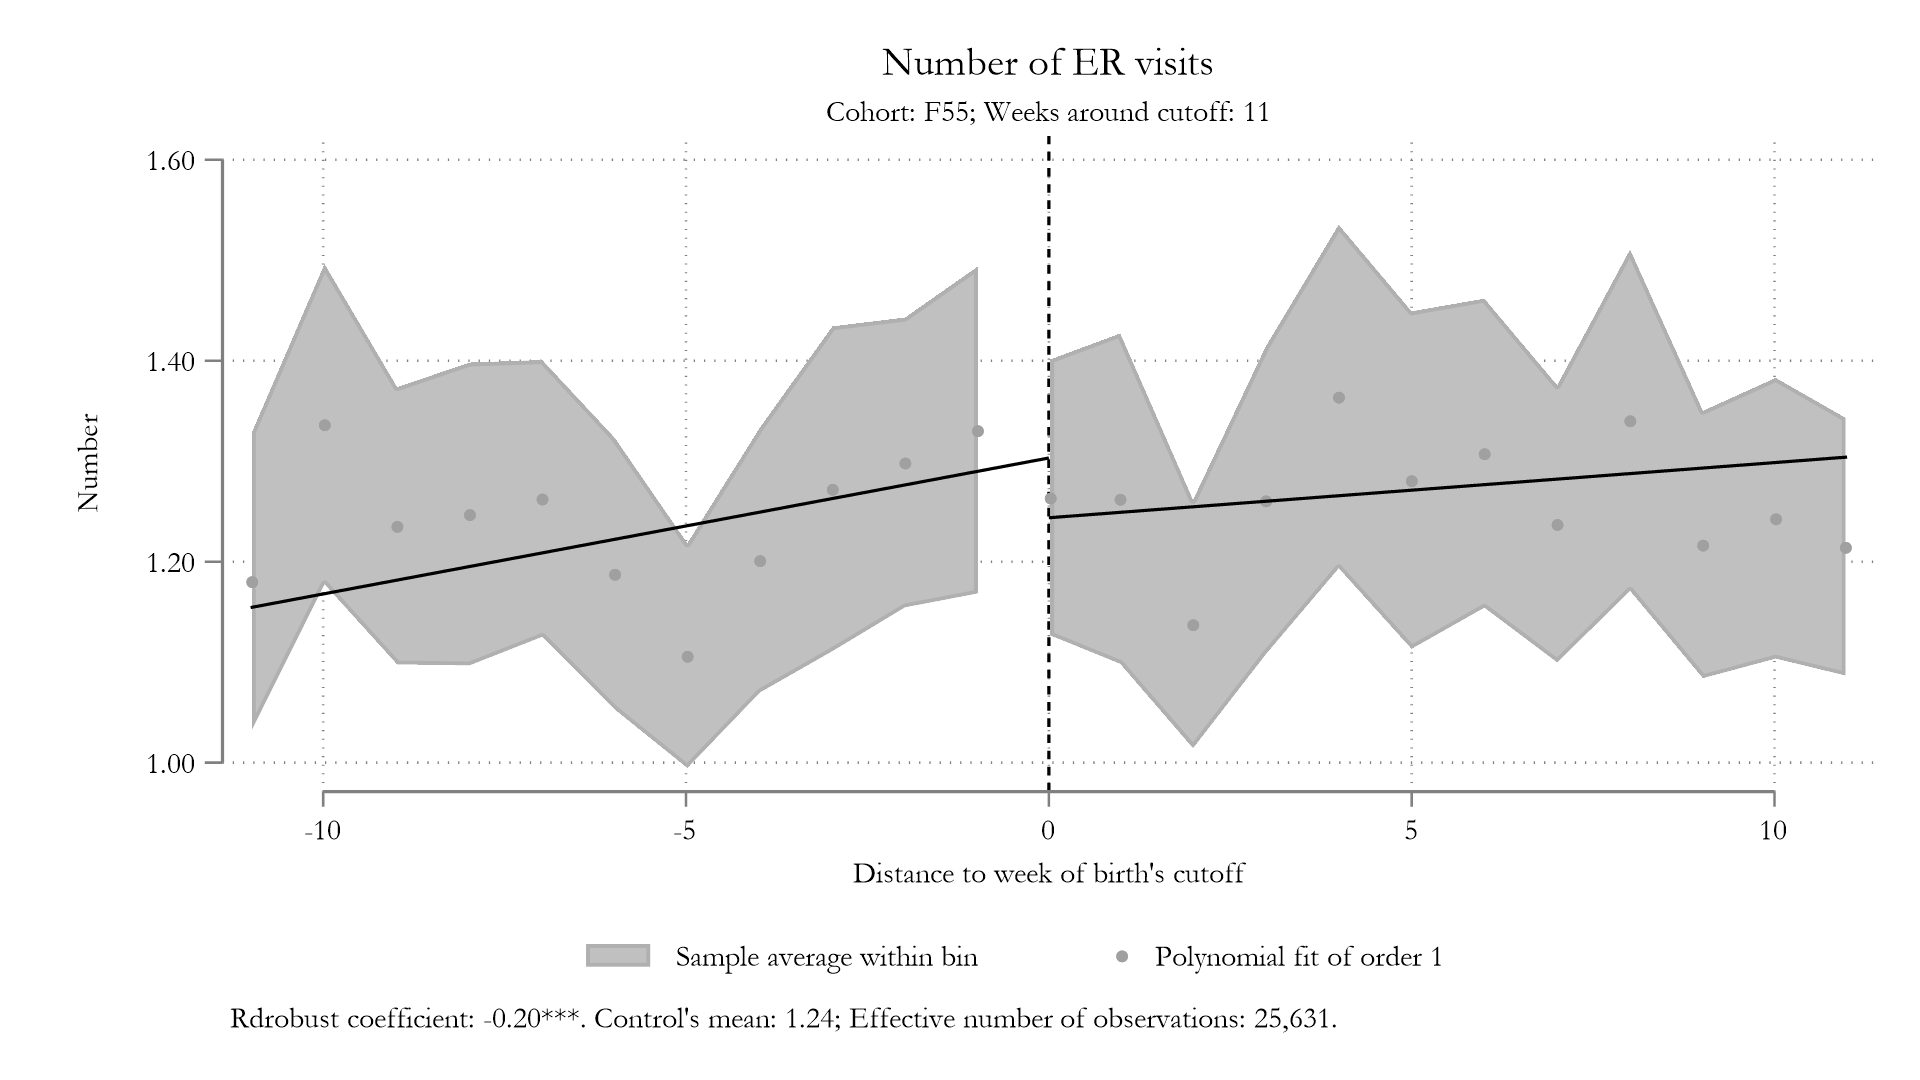 Number of ER visits
Cohort: F55; Weeks around cutoff: 11
Number
1.60
1.40
1.20
1.00
-10 -5 0 5 10
Distance to week of birth's cutoff
Sample average within bin Polynomial fit of order 1
Rdrobust coefficient: -0.20***. Control's mean: 1.24; Effective number of observations: 25,631.